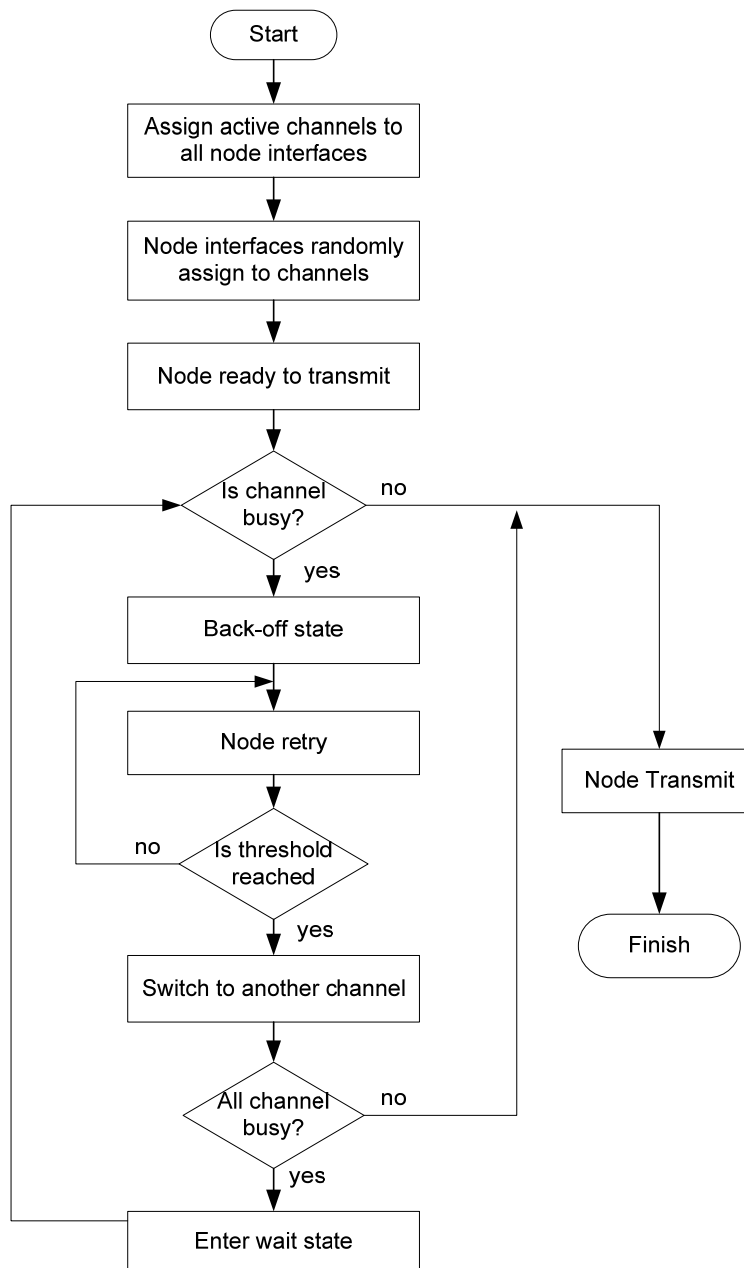 Start
Assign active channels to
all node interfaces
Node interfaces randomly
assign to channels
Node ready to transmit
Is channel
busy?
no
yes
Back-off state
Node retry
Is threshold
reached
no
yes
Switch to another channel
All channel
busy?
no
yes
Enter wait state
Node Transmit
Finish